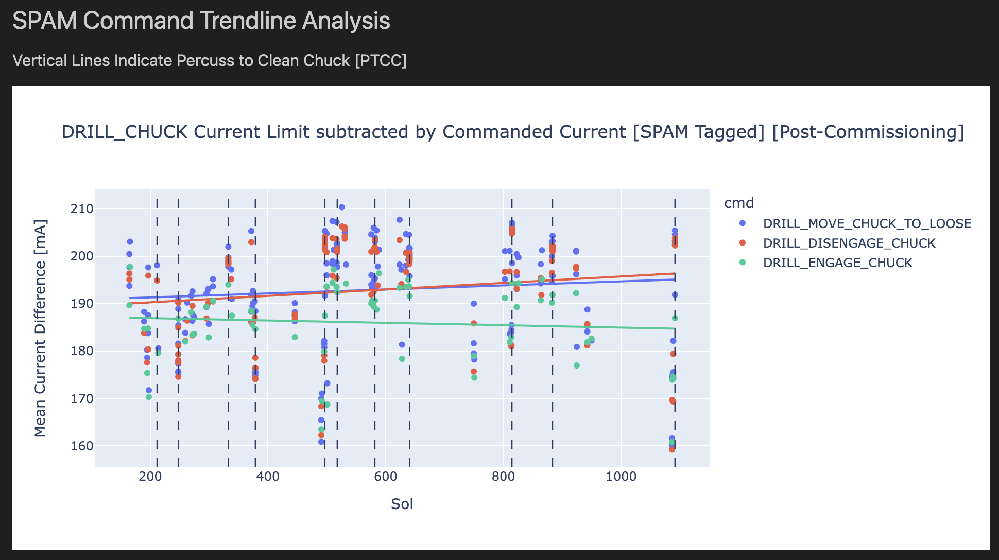 SPAM Command Trendline Analysis
Vertical Lines Indicate Percuss to Clean Chuck [PTCC]
DRILL_CHUCK Current Limit subtracted by Commanded Current [SPAM Tagged] [Post-Commissioning]
cmd
DRILL_MOVE_CHUCK_TO_LOOSE
DRILL_DISENGAGE_CHUCK
DRILL_ENGAGE_CHUCK
Mean Current Difference [mA]
210
200
190
180
170
160
200
400
600
800
1000
Sol